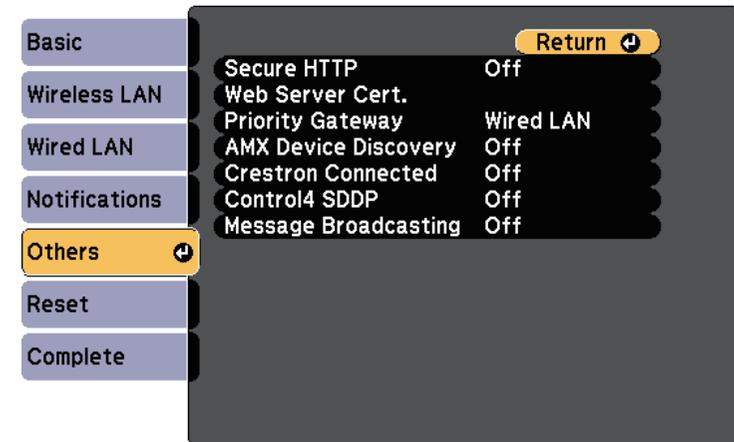 Basic
Wireless LAN
Wired LAN
Notifications
Others
Reset
Complete
Return
Secure HTTP Off
Web Server Cert.
Priority Gateway Wired LAN
AMX Device Discovery Off
Crestron Connected Off
Control4 SDDP Off
Message Broadcasting Off